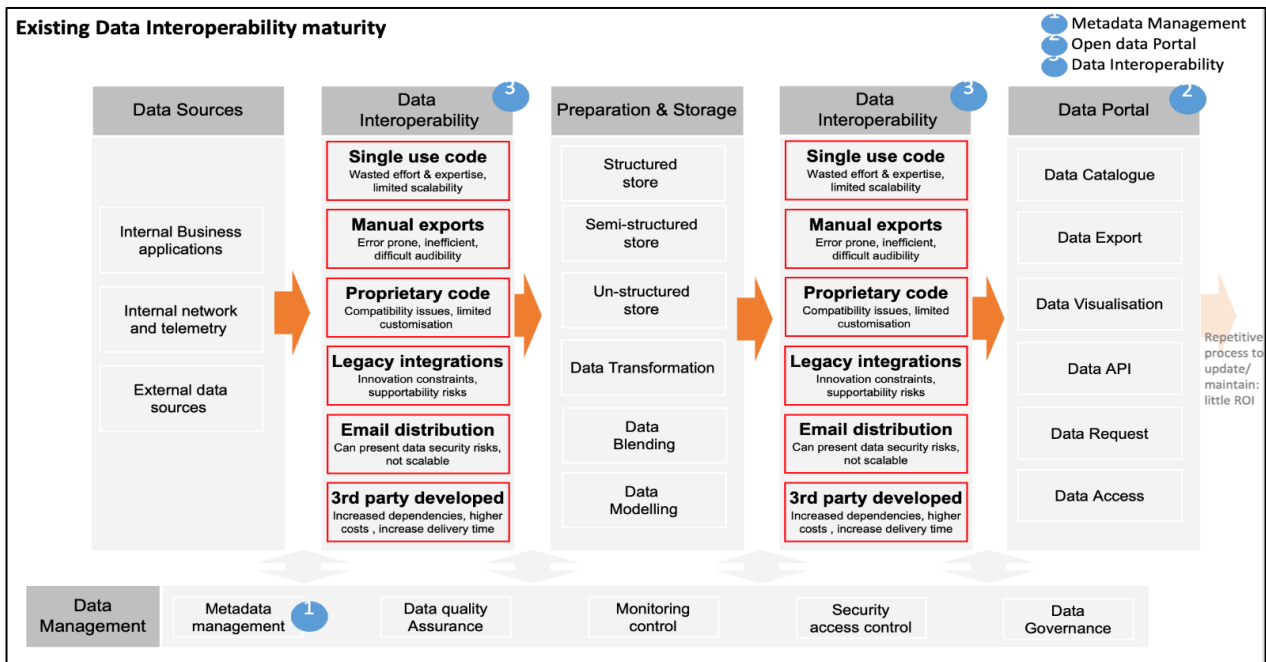 Existing Data Interoperability maturity
1 Metadata Management
2 Open data Portal
3 Data Interoperability
Data Sources
Internal Business
applications
Internal network
and telemetry
External data
sources
Data
Interoperability
3
Single use code
Wasted effort & expertise,
limited scalability
Manual exports
Error prone, inefficient,
difficult audibility
Proprietary code
Compatibility issues, limited
customisation
Legacy integrations
Innovation constraints,
supportability risks
Email distribution
Can present data security risks,
not scalable
3rd party developed
Increased dependencies, higher
costs , increase delivery time
Preparation & Storage
Structured
store
Semi-structured
store
Un-structured
store
Data Transformation
Data
Blending
Data
Modelling
Data
Interoperability
3
Single use code
Wasted effort & expertise,
limited scalability
Manual exports
Error prone, inefficient,
difficult audibility
Proprietary code
Compatibility issues, limited
customisation
Legacy integrations
Innovation constraints,
supportability risks
Email distribution
Can present data security risks,
not scalable
3rd party developed
Increased dependencies, higher
costs , increase delivery time
Data Portal
2
Data Catalogue
Data Export
Data Visualisation
Data API
Data Request
Data Access
Repetitive
process to
update/
maintain:
little ROI
Data
Management
Metadata
management
1
Data quality
Assurance
Monitoring
control
Security
access control
Data
Governance